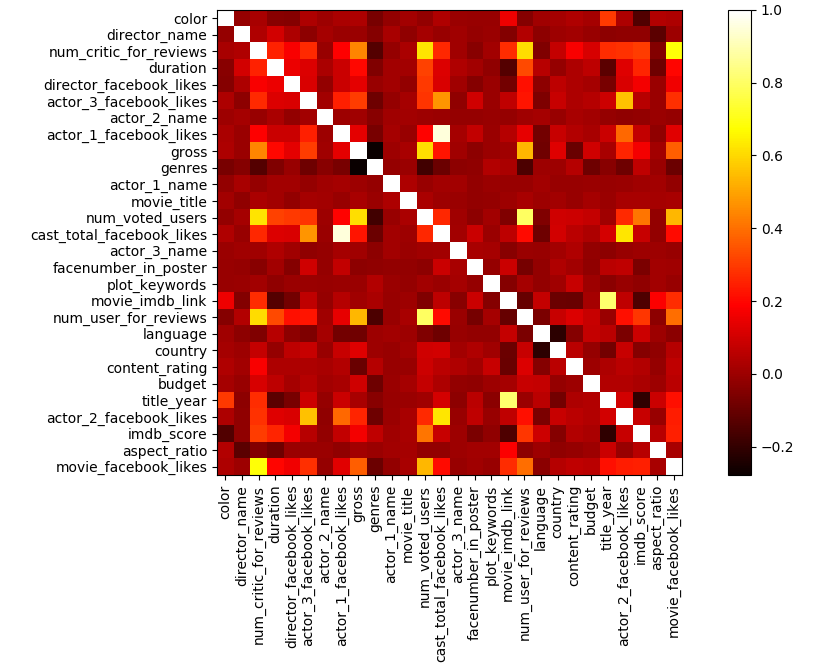 color
director_name
num_critic_for_reviews
duration
director_facebook_likes
actor_3_facebook_likes
actor_2_name
actor_1_facebook_likes
gross
genres
actor_1_name
movie_title
num_voted_users
cast_total_facebook_likes
actor_3_name
facenumber_in_poster
plot_keywords
movie_imdb_link
num_user_for_reviews
language
country
content_rating
budget
title_year
actor_2_facebook_likes
imdb_score
aspect_ratio
movie_facebook_likes
color
director_name
num_critic_for_reviews
duration
director_facebook_likes
actor_3_facebook_likes
actor_2_name
actor_1_facebook_likes
gross
genres
actor_1_name
movie_title
num_voted_users
cast_total_facebook_likes
actor_3_name
facenumber_in_poster
plot_keywords
movie_imdb_link
num_user_for_reviews
language
country
content_rating
budget
title_year
actor_2_facebook_likes
imdb_score
aspect_ratio
movie_facebook_likes
1.0
0.8
0.6
0.4
0.2
0.0
−0.2